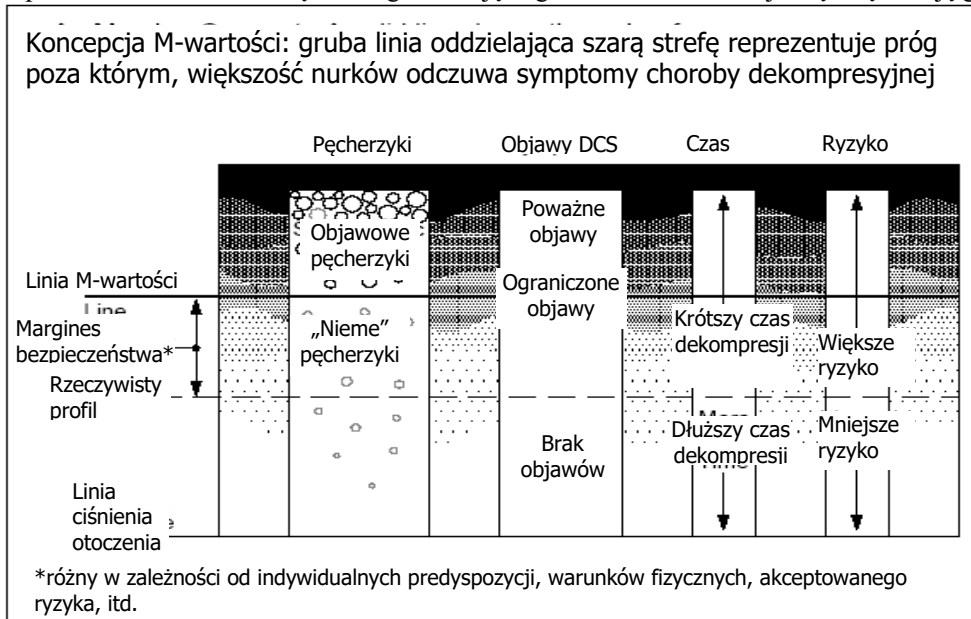 Koncepcja M-wartości: gruba linia oddzielająca szarą strefę reprezentuje próg
poza którym, większość nurków odczuwa symptomy choroby dekompresyjnej
Pęcherzyki
Objawy DCS
Czas
Ryzyko
Objawowe
pęcherzyki
Poważne
objawy
Linia M-wartości
Line
Ograniczone
objawy
Margines
bezpieczeństwa*
„Nieme”
pęcherzyki
Krótszy czas
dekompresji
Większe
ryzyko
Rzeczywisty
profil
Brak
objawów
Dłuższy czas
dekompresji
Mniejsze
ryzyko
Linia
ciśnienia
otoczenia
*różny w zależności od indywidualnych predyspozycji, warunków fizycznych, akceptowanego
ryzyka, itd.